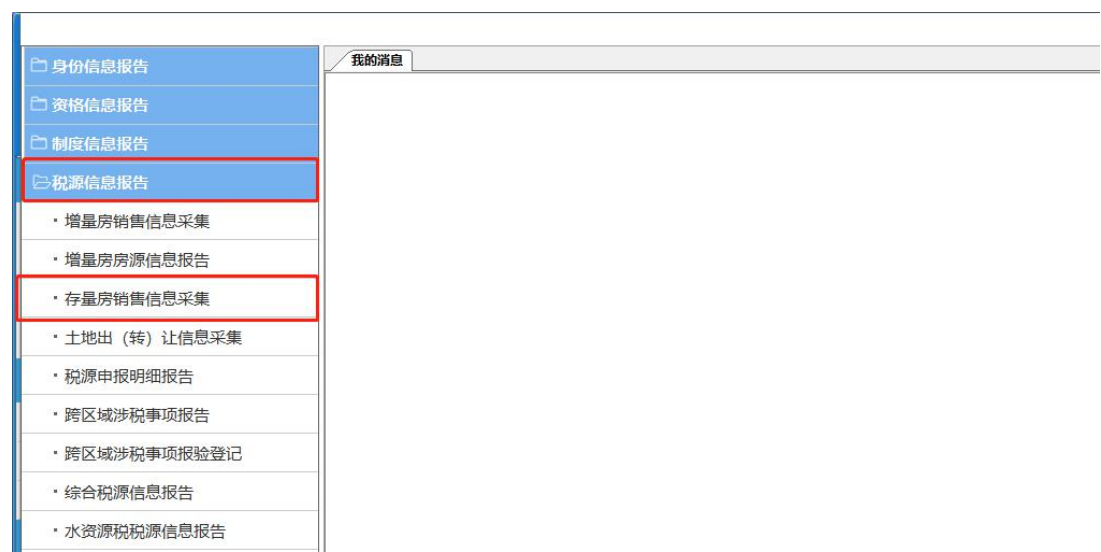 身份信息报告
资格信息报告
制度信息报告
税源信息报告
· 增量房销售信息采集
· 增量房房源信息报告
· 存量房销售信息采集
· 土地出（转）让信息采集
· 税源申报明细报告
· 跨区域涉税事项报告
· 跨区域涉税事项报验登记
· 综合税源信息报告
· 水资源税税源信息报告
我的消息